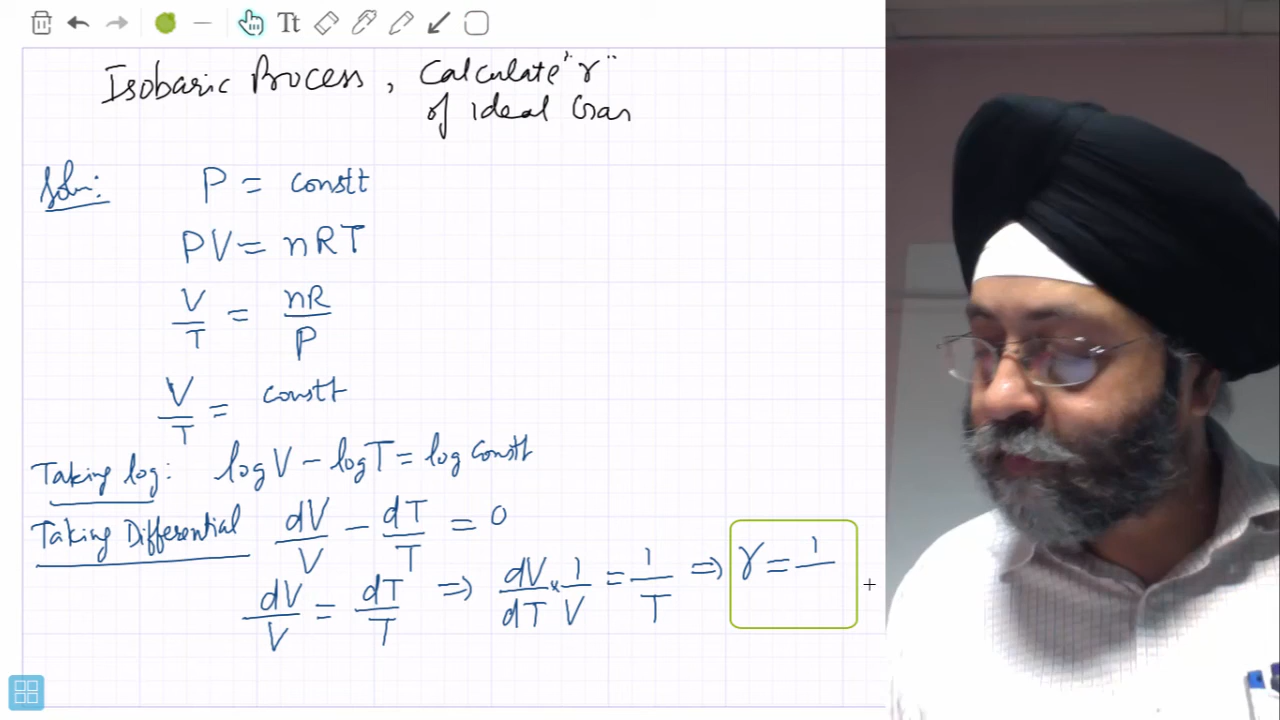 Isobaric Process, Calculate "γ"
of Ideal Gas
Soln:
P = constt
PV = nRT
V/T = nR/P
V/T = constt
Taking log: log V - log T = log constt
Taking Differential dV/V - dT/T = 0
dV/V = dT/T ⇒ dV/dT × 1/V = 1/T ⇒ γ = 1/